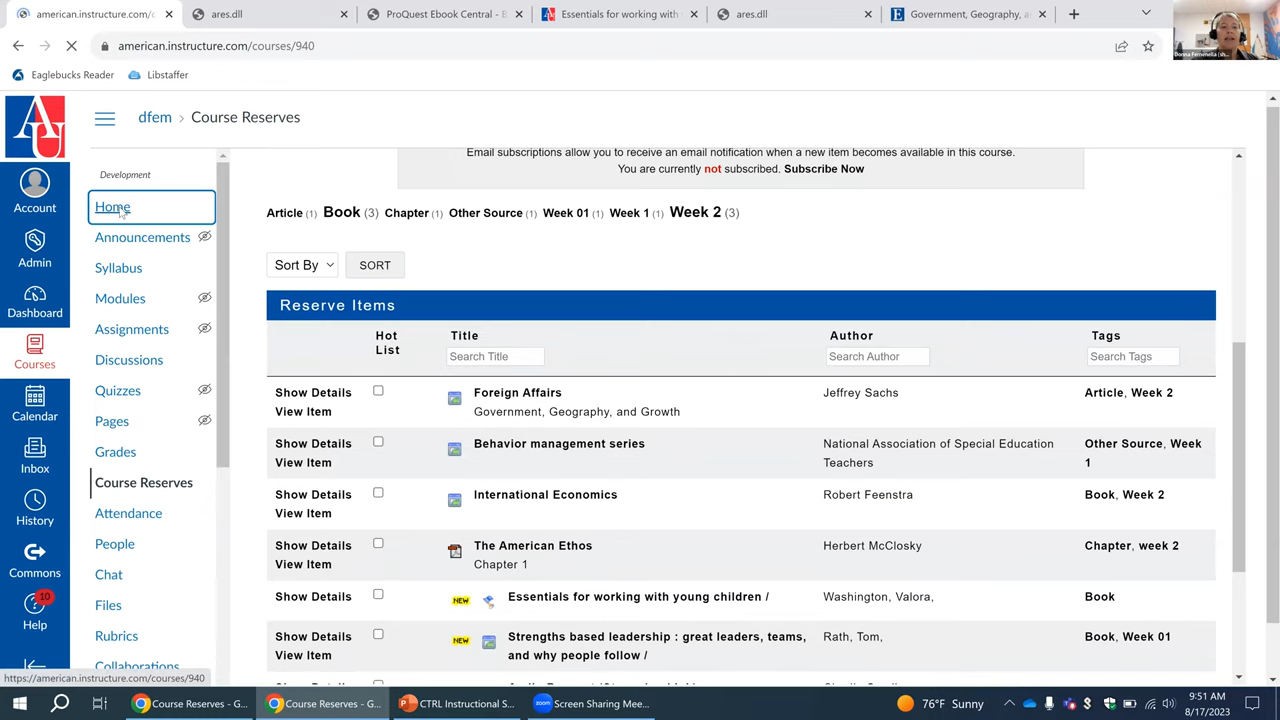 american.instructure.com/cours
ares.dll
ProQuest Ebook Central - B
Essentials for working with
ares.dll
Government, Geography, a
american.instructure.com/courses/940
Eaglebucks Reader
Libstaffer
AU
dfem > Course Reserves
Account
Admin
Dashboard
Courses
Calendar
Inbox
History
Commons
10
Help
Development
Home
Announcements
Syllabus
Modules
Assignments
Discussions
Quizzes
Pages
Grades
Course Reserves
Attendance
People
Chat
Files
Rubrics
Collaborations
Email subscriptions allow you to receive an email notification when a new item becomes available in this course.
You are currently not subscribed. Subscribe Now
Article (1) Book (3) Chapter (1) Other Source (1) Week 01 (1) Week 1 (1) Week 2 (3)
Sort By SORT
Reserve Items
Hot List Title Author Tags
Search Title Search Author Search Tags
Show Details Foreign Affairs Jeffrey Sachs Article, Week 2
View Item Government, Geography, and Growth
Show Details Behavior management series National Association of Special Education Other Source, Week
View Item Teachers 1
Show Details International Economics Robert Feenstra Book, Week 2
View Item
Show Details The American Ethos Herbert McClosky Chapter, week 2
View Item Chapter 1
Show Details NEW Essentials for working with young children / Washington, Valora, Book
Show Details NEW Strengths based leadership : great leaders, teams, Rath, Tom, Book, Week 01
View Item and why people follow /
https://american.instructure.com/courses/940
Course Reserves - G...
Course Reserves - G...
CTRL Instructional S...
Screen Sharing Mee...
76°F Sunny
9:51 AM
8/17/2023